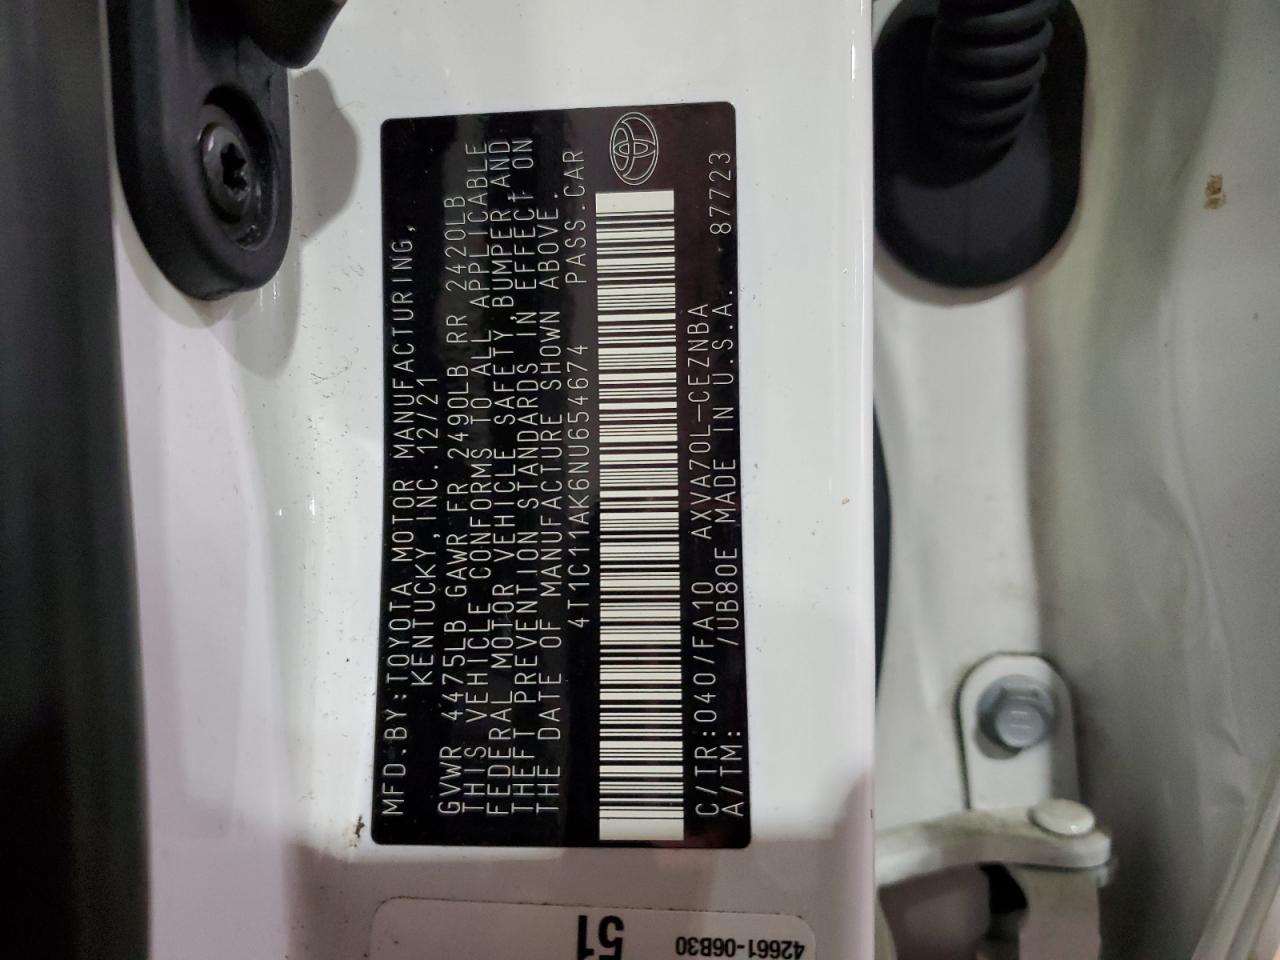 MFD.BY:TOYOTA MOTOR MANUFACTURING,
KENTUCKY,INC.12/21
GVWR 4475LB GAWR FR 2490LB RR 2420LB
THIS VEHICLE CONFORMS TO ALL APPLICABLE
FEDERAL MOTOR VEHICLE SAFETY,BUMPER,AND
THEFT PREVENTION STANDARDS IN EFFECT ON
THE DATE OF MANUFACTURE SHOWN ABOVE.
4T1C11AK6NU654674 PASS.CAR
C/TR:040/FA10 AXVA70L-CEZNBA
A/TM: /UB80E MADE IN U.S.A. 87723
51
42661-06B30